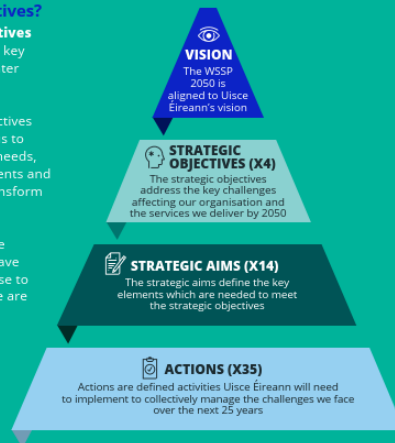 tives?
tives
key
ter
ctives
s to
needs,
ents and
nsform
e
ave
se to
e are
VISION
The WSSP
2050 is
aligned to Uisce
Éireann's vision
STRATEGIC
OBJECTIVES (X4)
The strategic objectives
address the key challenges
affecting our organisation and
the services we deliver by 2050
STRATEGIC AIMS (X14)
The strategic aims define the key
elements which are needed to meet
the strategic objectives
ACTIONS (X35)
Actions are defined activities Uisce Éireann will need
to implement to collectively manage the challenges we face
over the next 25 years